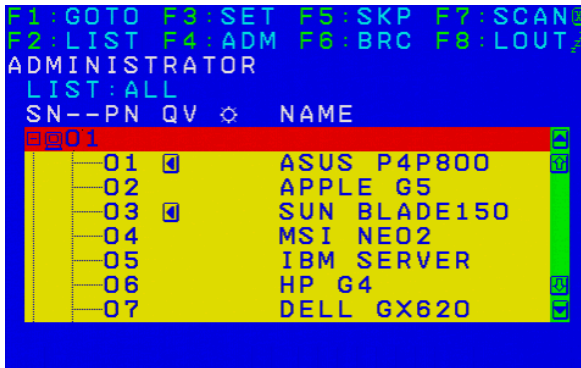 F1:GOTO F3:SET F5:SKP F7:SCAN
F2:LIST F4:ADM F6:BRC F8:LOUT
ADMINISTRATOR
LIST:ALL
SN--PN QV NAME
01
01 ASUS P4P800
02 APPLE G5
03 SUN BLADE150
04 MSI NEO2
05 IBM SERVER
06 HP G4
07 DELL GX620